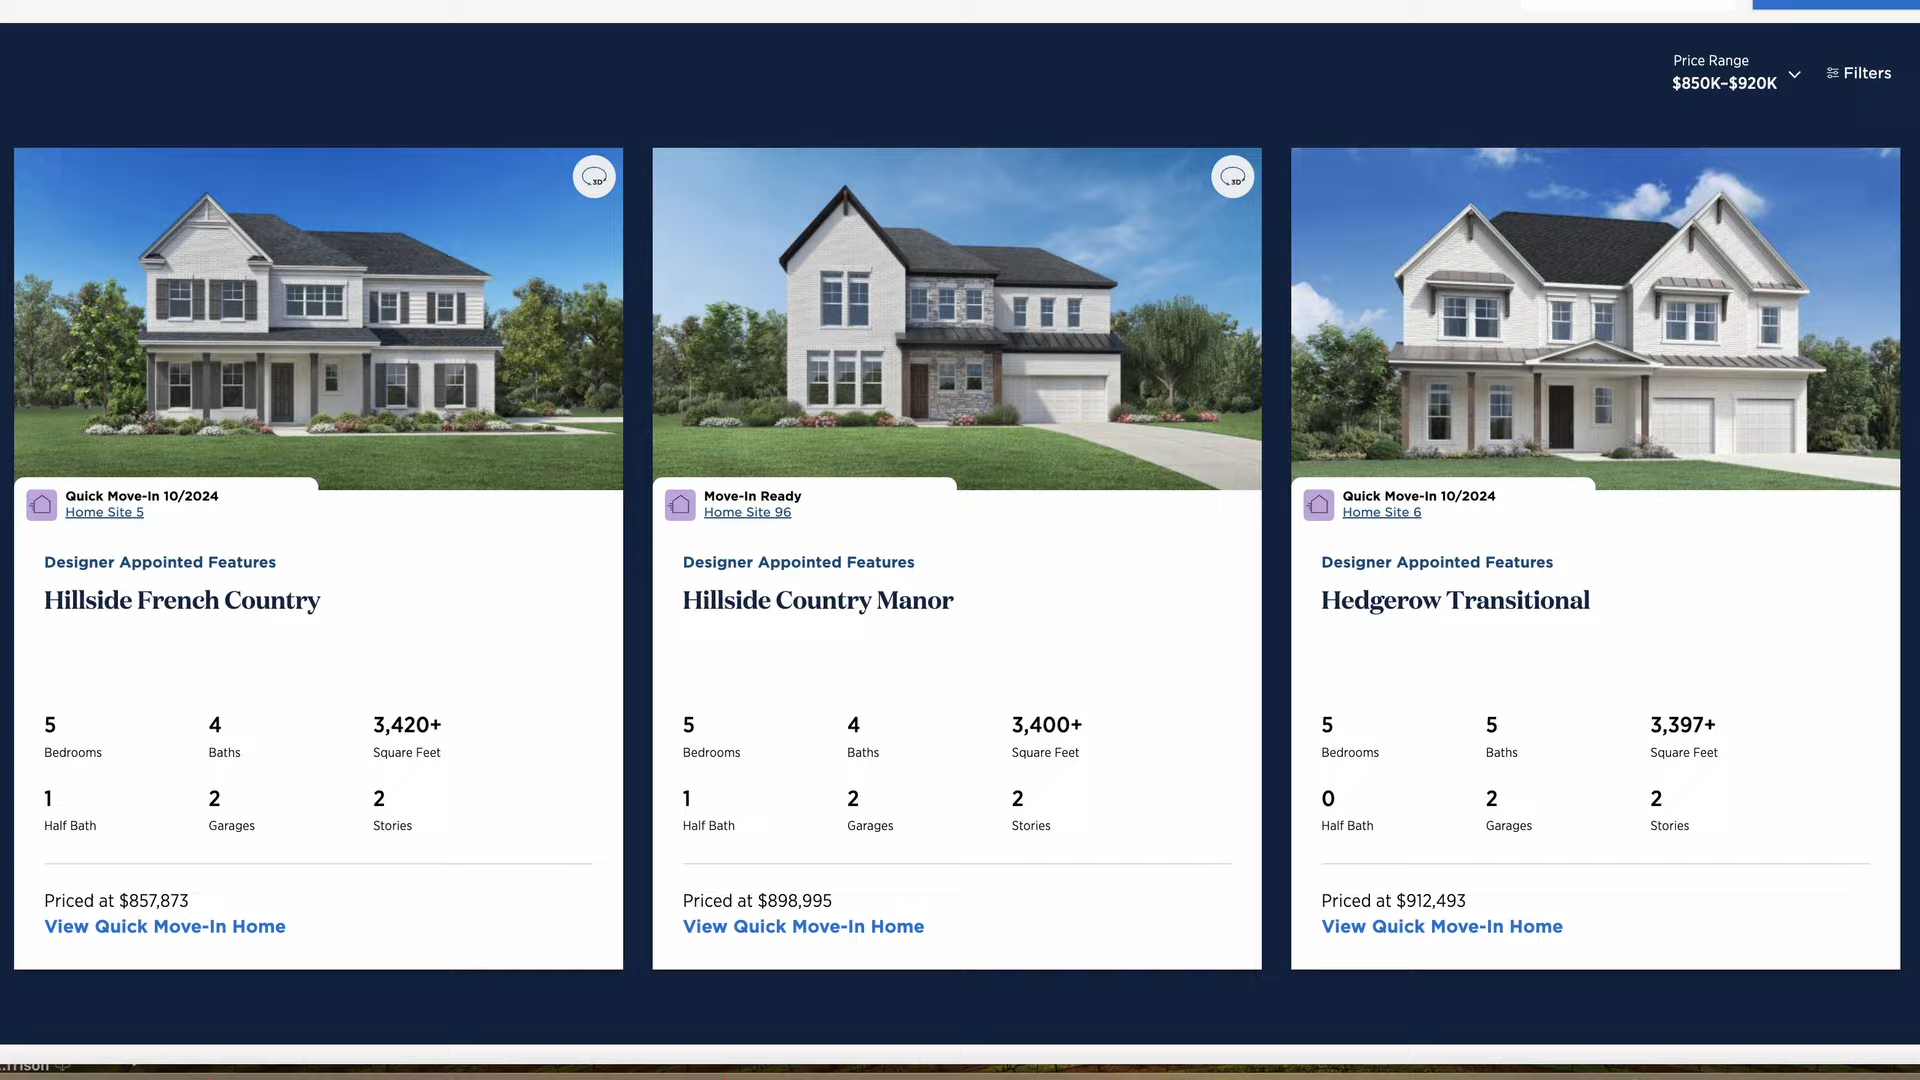 Price Range
$850K–$920K
Filters
3D
3D
Quick Move-In 10/2024
Home Site 5
Move-In Ready
Home Site 96
Quick Move-In 10/2024
Home Site 6
Designer Appointed Features
Hillside French Country
5
Bedrooms
4
Baths
3,420+
Square Feet
1
Half Bath
2
Garages
2
Stories
Priced at $857,873
View Quick Move-In Home
Designer Appointed Features
Hillside Country Manor
5
Bedrooms
4
Baths
3,400+
Square Feet
1
Half Bath
2
Garages
2
Stories
Priced at $898,995
View Quick Move-In Home
Designer Appointed Features
Hedgerow Transitional
5
Bedrooms
5
Baths
3,397+
Square Feet
0
Half Bath
2
Garages
2
Stories
Priced at $912,493
View Quick Move-In Home